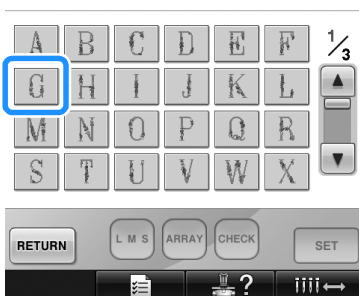 A B C D E F 1/3
G H I J K L
M N O P Q R
S T U V W X
RETURN L M S ARRAY CHECK SET
?